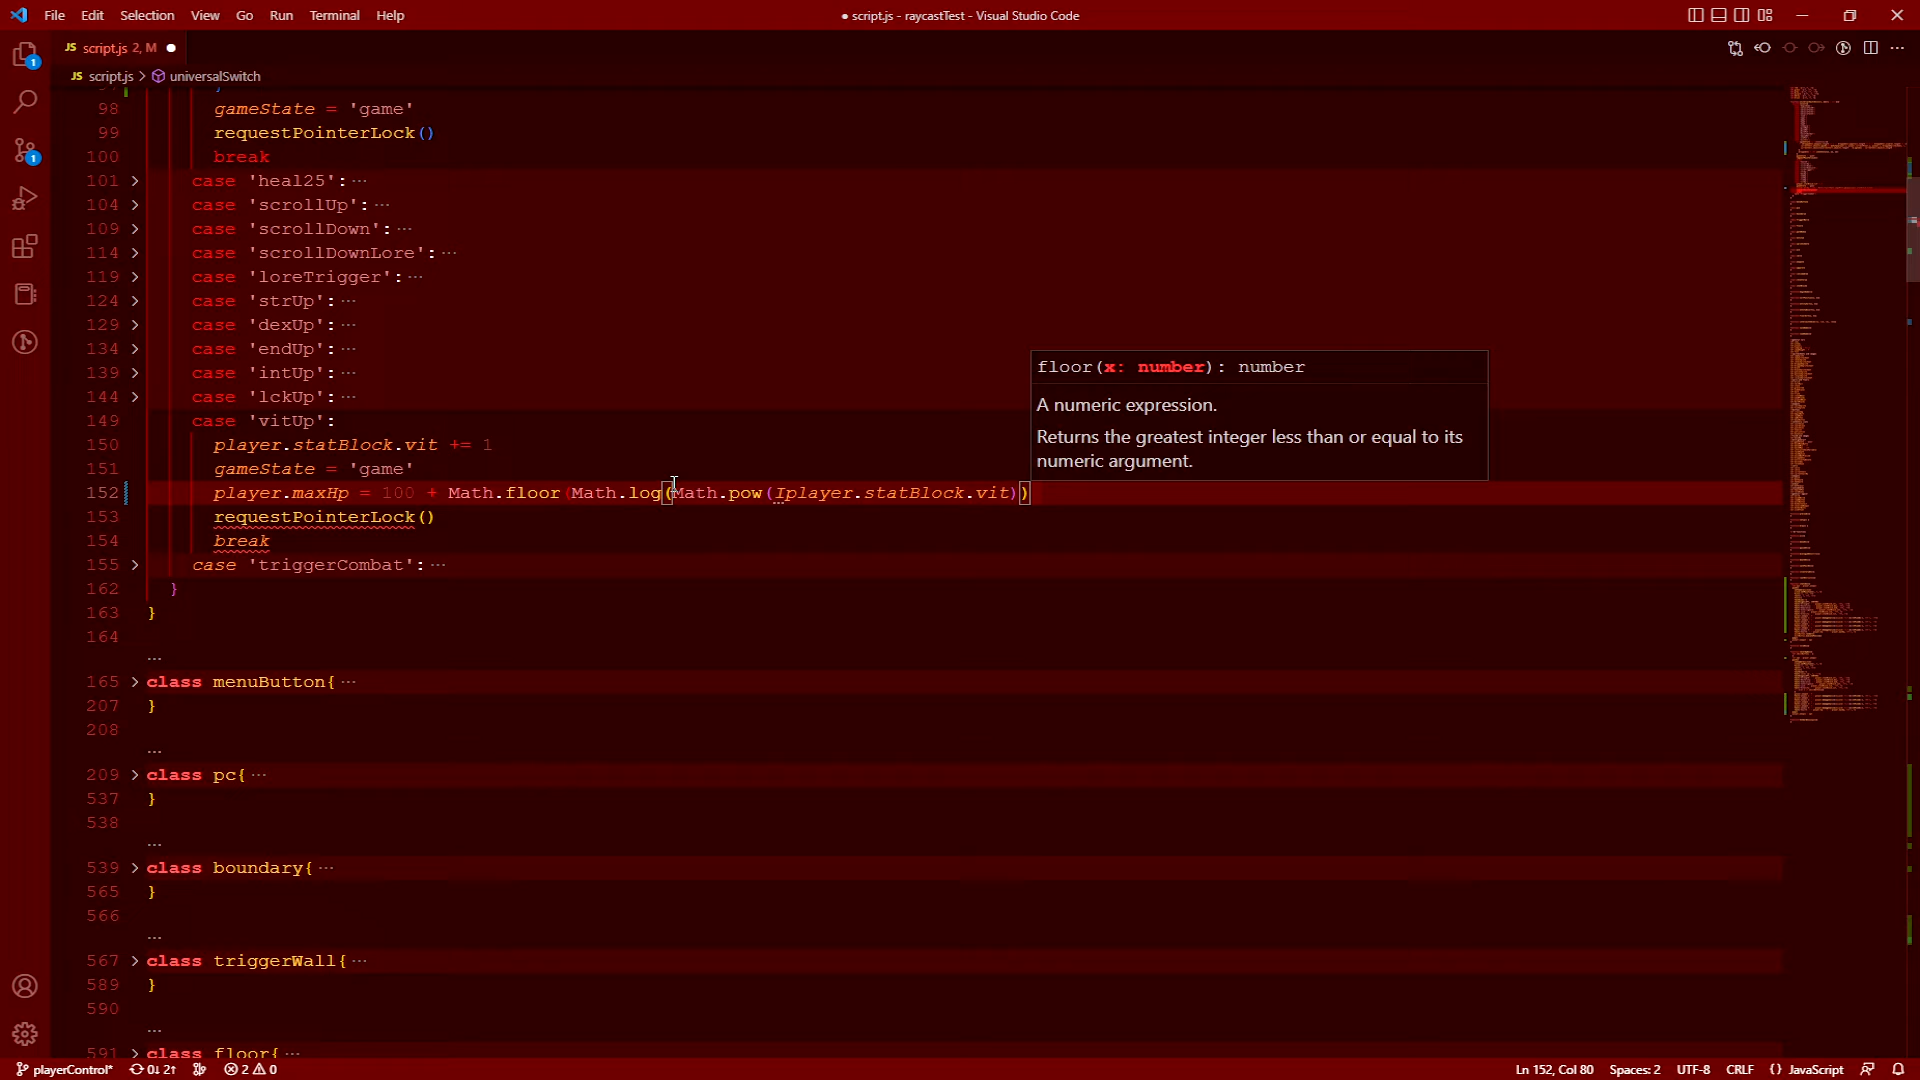 File Edit Selection View Go Run Terminal Help
● script.js - raycastTest - Visual Studio Code
JS script.js 2, M ●
JS script.js > universalSwitch
98 gameState = 'game'
99 requestPointerLock()
100 break
101 > case 'heal25': ···
104 > case 'scrollUp': ···
109 > case 'scrollDown': ···
114 > case 'scrollDownLore': ···
119 > case 'loreTrigger': ···
124 > case 'strUp': ···
129 > case 'dexUp': ···
134 > case 'endUp': ···
139 > case 'intUp': ···
144 > case 'lckUp': ···
149 case 'vitUp':
150 player.statBlock.vit += 1
151 gameState = 'game'
152 player.maxHp = 100 + Math.floor(Math.log(Math.pow(Iplayer.statBlock.vit))
153 requestPointerLock()
154 break
155 > case 'triggerCombat': ···
162 }
163 }
164
...
165 > class menuButton{ ···
207 }
208
...
209 > class pc{ ···
537 }
538
...
539 > class boundary{ ···
565 }
566
...
567 > class triggerWall{ ···
589 }
590
...
591 > class floor{ ···
floor(x: number): number
A numeric expression.
Returns the greatest integer less than or equal to its
numeric argument.
1
1
playerControl* 0↓ 2↑ 2 0
Ln 152, Col 80 Spaces: 2 UTF-8 CRLF {} JavaScript